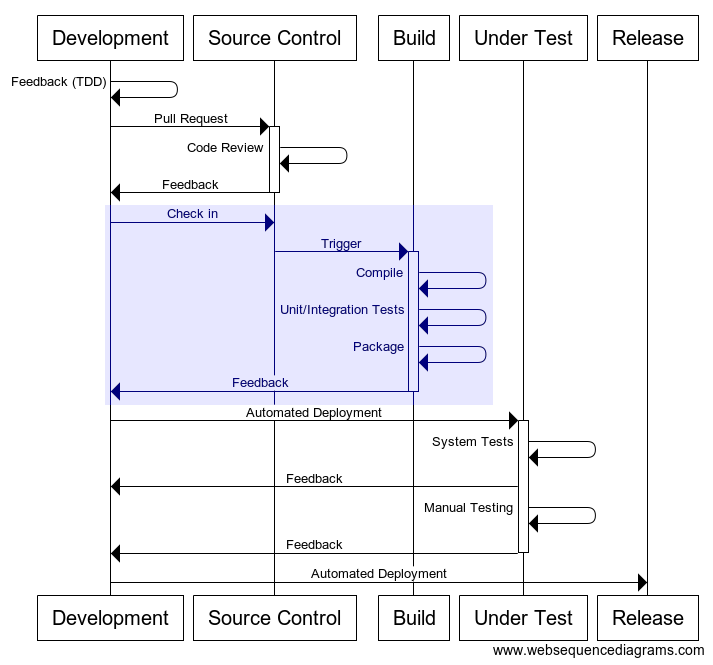 Development
Source Control
Build
Under Test
Release
Feedback (TDD)
Pull Request
Code Review
Feedback
Check in
Trigger
Compile
Unit/Integration Tests
Package
Feedback
Automated Deployment
System Tests
Feedback
Manual Testing
Feedback
Automated Deployment
Development
Source Control
Build
Under Test
Release
www.websequencediagrams.com